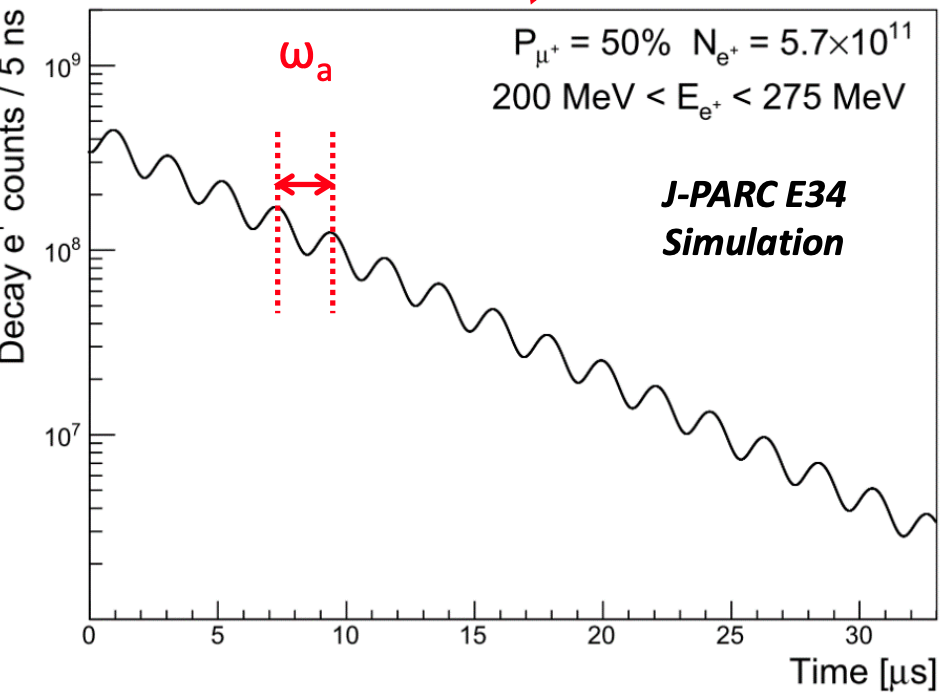 ωa
Pμ+ = 50% Ne+ = 5.7×10¹¹
200 MeV < Ee+ < 275 MeV
J-PARC E34
Simulation
Decay e+ counts / 5 ns
10⁹
10⁸
10⁷
0 5 10 15 20 25 30
Time [μs]